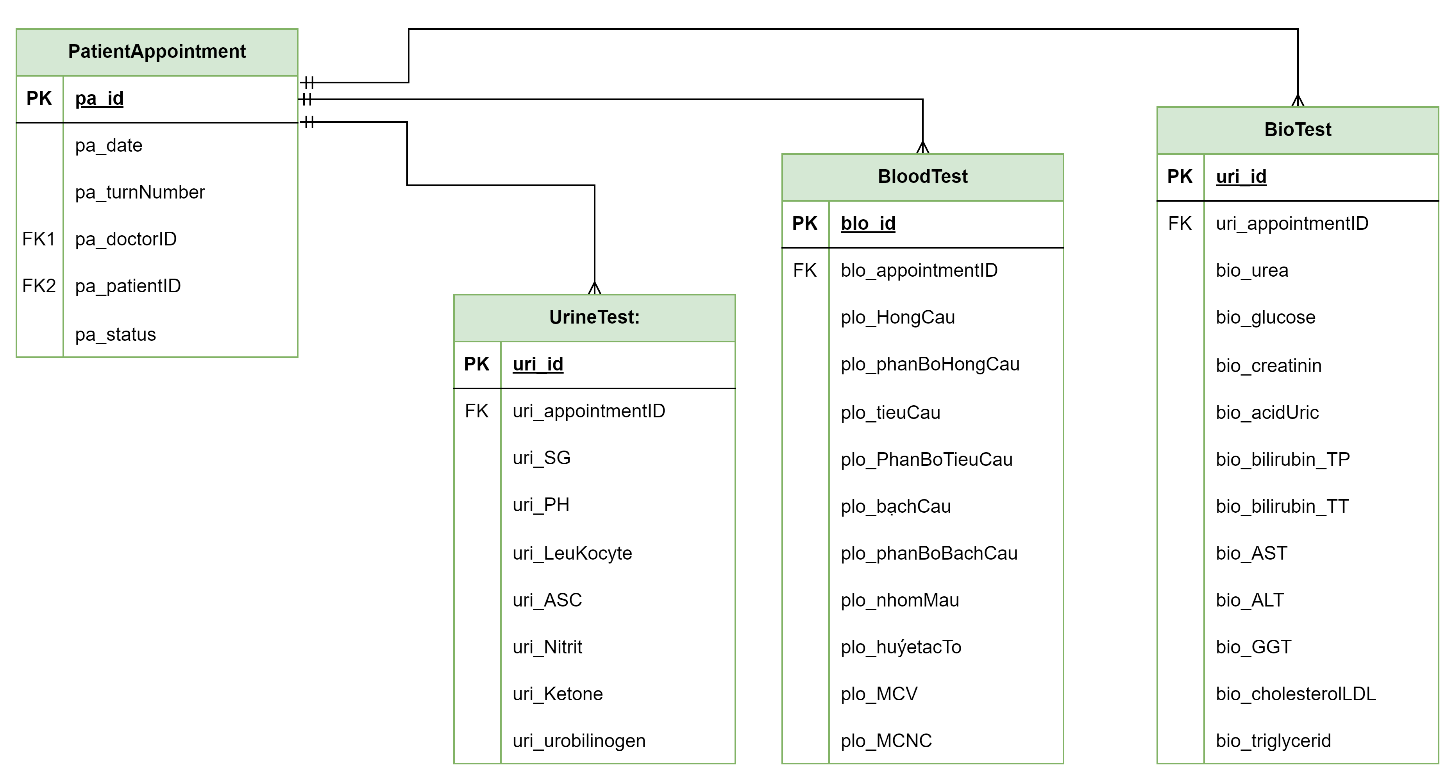 PatientAppointment
PK pa_id
pa_date
pa_turnNumber
FK1 pa_doctorID
FK2 pa_patientID
pa_status
UrineTest:
PK uri_id
FK uri_appointmentID
uri_SG
uri_PH
uri_LeuKocyte
uri_ASC
uri_Nitrit
uri_Ketone
uri_urobilinogen
BloodTest
PK blo_id
FK blo_appointmentID
plo_HongCau
plo_phanBoHongCau
plo_tieuCau
plo_PhanBoTieuCau
plo_bạchCau
plo_phanBoBachCau
plo_nhomMau
plo_huýetacTo
plo_MCV
plo_MCNC
BioTest
PK uri_id
FK uri_appointmentID
bio_urea
bio_glucose
bio_creatinin
bio_acidUric
bio_bilirubin_TP
bio_bilirubin_TT
bio_AST
bio_ALT
bio_GGT
bio_cholesterolLDL
bio_triglycerid